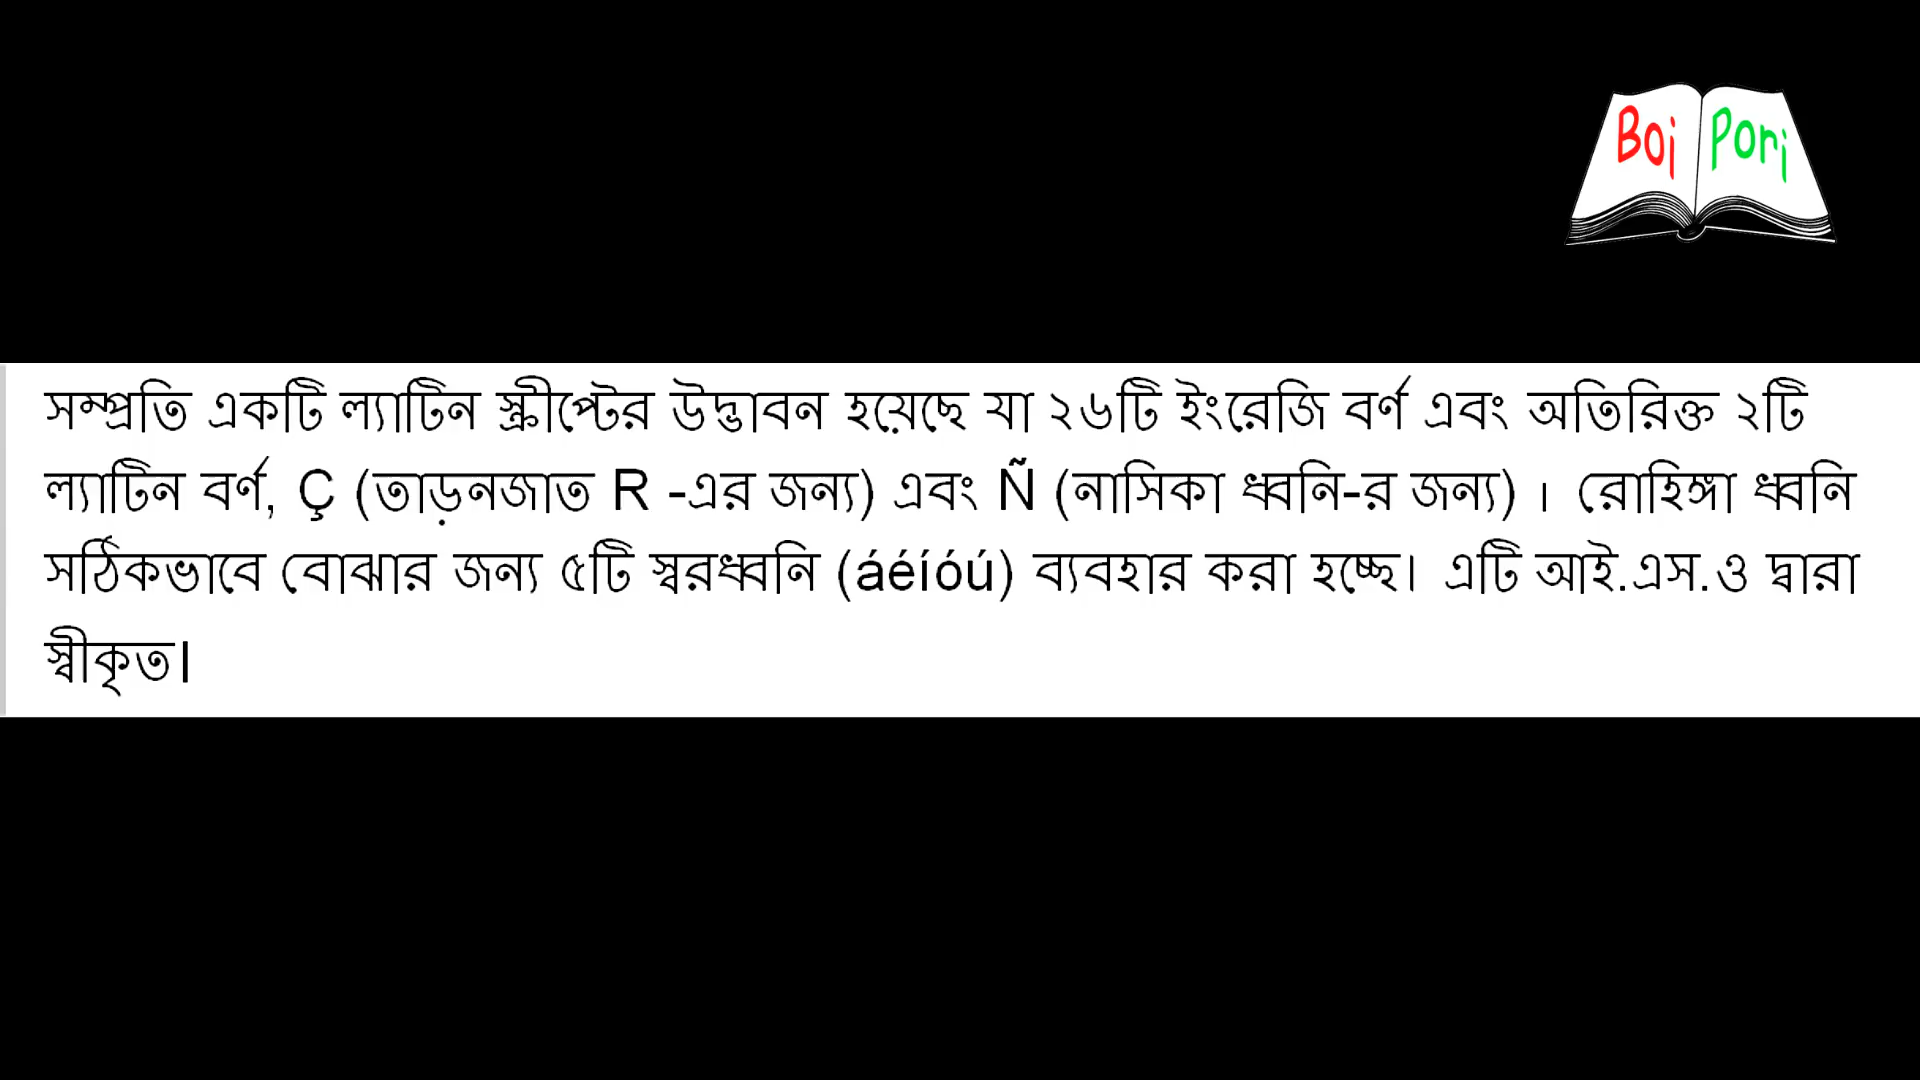 Boi Pori
সম্প্রতি একটি ল্যাটিন স্ক্রীপ্টের উদ্ভাবন হয়েছে যা ২৬টি ইংরেজি বর্ণ এবং অতিরিক্ত ২টি
ল্যাটিন বর্ণ, Ç (তাড়নজাত R -এর জন্য) এবং Ñ (নাসিকা ধ্বনি-র জন্য) । রোহিঙ্গা ধ্বনি
সঠিকভাবে বোঝার জন্য ৫টি স্বরধ্বনি (áéíóú) ব্যবহার করা হচ্ছে। এটি আই.এস.ও দ্বারা
স্বীকৃত।